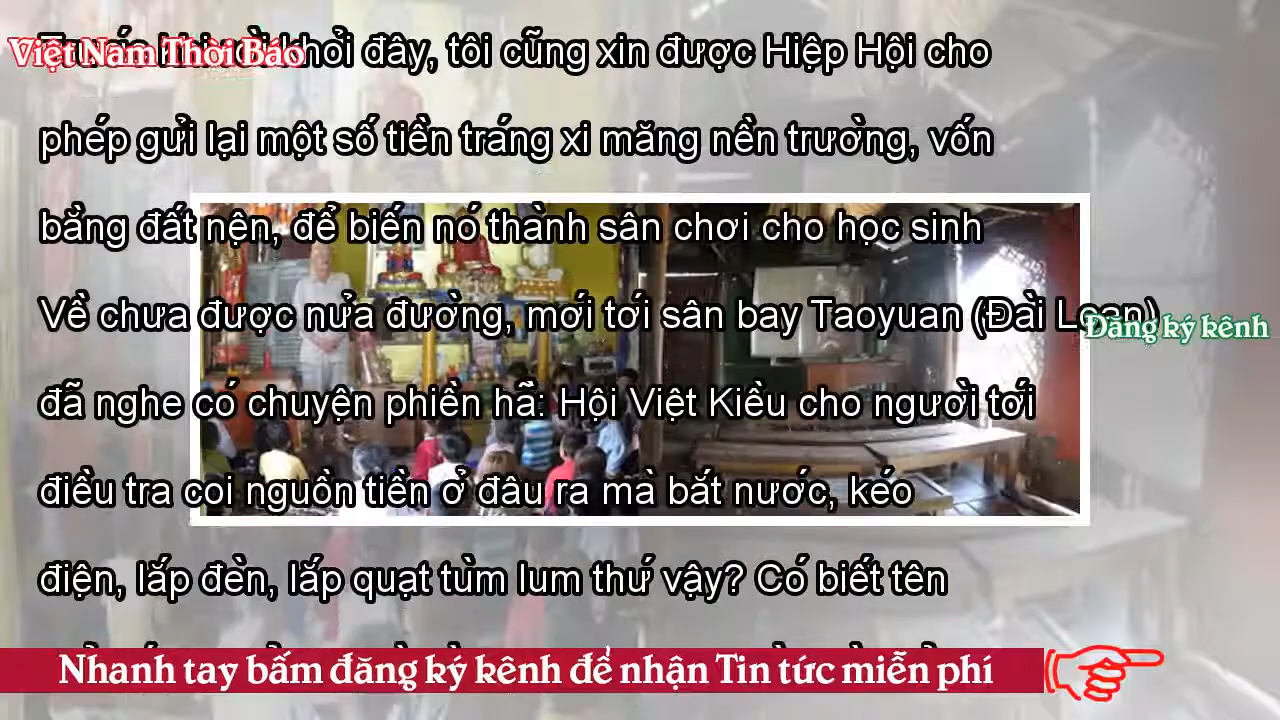 Việt Nam Thời Báo
khỏi đây, tôi cũng xin được Hiệp Hội cho
phép gửi lại một số tiền tráng xi măng nền trường, vốn
bằng đất nện, để biến nó thành sân chơi cho học sinh
Về chưa được nửa đường, mới tới sân bay Taoyuan (Đài Loan)
Đăng ký kênh
đã nghe có chuyện phiền hà: Hội Việt Kiều cho người tới
điều tra coi nguồn tiền ở đâu ra mà bắt nước, kéo
điện, lắp đèn, lắp quạt tùm lum thứ vậy? Có biết tên
Nhanh tay bấm đăng ký kênh để nhận Tin tức miễn phí